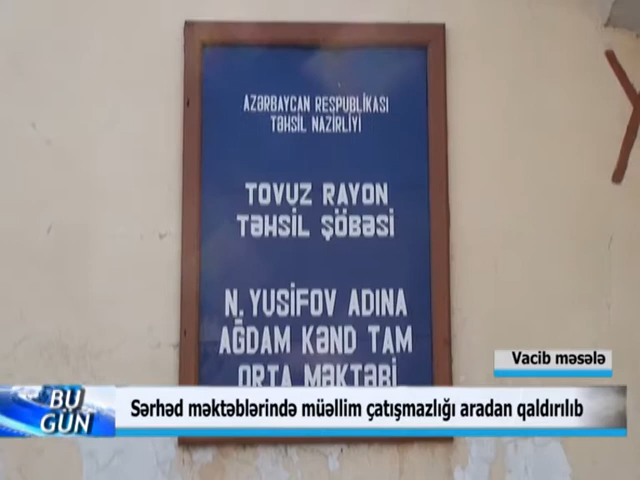 AZƏRBAYCAN RESPUBLİKASI
TƏHSİL NAZİRLİYİ
TOVUZ RAYON
TƏHSİL ŞÖBƏSİ
N. YUSİFOV ADINA
AĞDAM KƏND TAM
ORTA MƏKTƏBİ
Vacib məsələ
BU
GÜN
Sərhəd məktəblərində müəllim çatışmazlığı aradan qaldırılıb